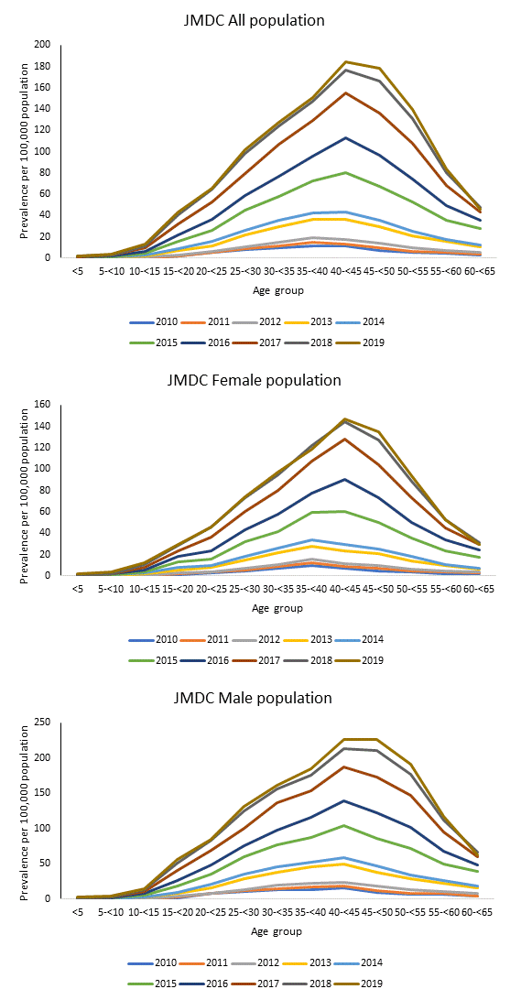 JMDC All population
Prevalence per 100,000 population
200
180
160
140
120
100
80
60
40
20
0
<5 5-<10 10-<15 15-<20 20-<25 25-<30 30-<35 35-<40 40-<45 45-<50 50-<55 55-<60 60-<65
Age group
2010 2011 2012 2013 2014
2015 2016 2017 2018 2019
JMDC Female population
Prevalence per 100,000 population
160
140
120
100
80
60
40
20
0
<5 5-<10 10-<15 15-<20 20-<25 25-<30 30-<35 35-<40 40-<45 45-<50 50-<55 55-<60 60-<65
Age group
2010 2011 2012 2013 2014
2015 2016 2017 2018 2019
JMDC Male population
Prevalence per 100,000 population
250
200
150
100
50
0
<5 5-<10 10-<15 15-<20 20-<25 25-<30 30-<35 35-<40 40-<45 45-<50 50-<55 55-<60 60-<65
Age group
2010 2011 2012 2013 2014
2015 2016 2017 2018 2019